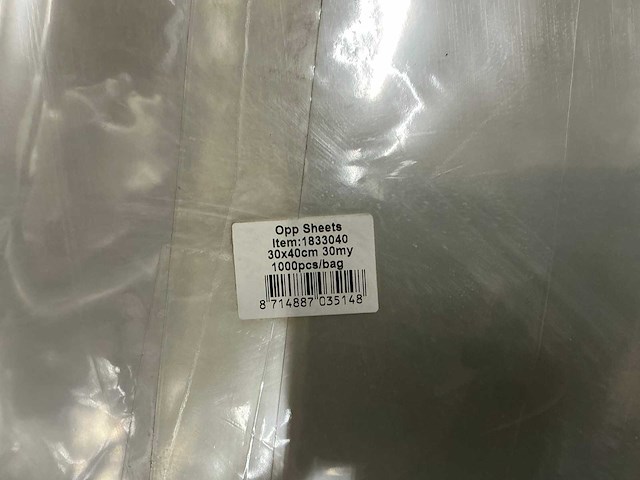 Opp Sheets
Item:1833040
30x40cm 30my
1000pcs/bag
8 714887 035148